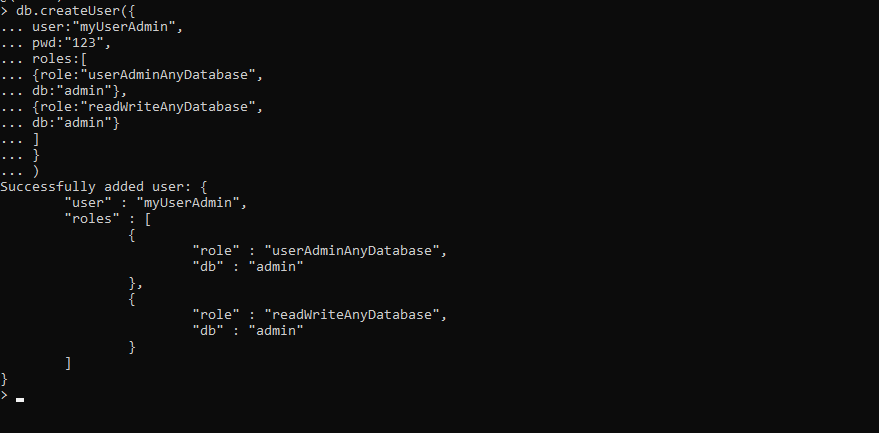 > db.createUser({
... user:"myUserAdmin",
... pwd:"123",
... roles:[
... {role:"userAdminAnyDatabase",
... db:"admin"},
... {role:"readWriteAnyDatabase",
... db:"admin"}
... ]
... }
... )
Successfully added user: {
        "user" : "myUserAdmin",
        "roles" : [
                {
                        "role" : "userAdminAnyDatabase",
                        "db" : "admin"
                },
                {
                        "role" : "readWriteAnyDatabase",
                        "db" : "admin"
                }
        ]
}
>